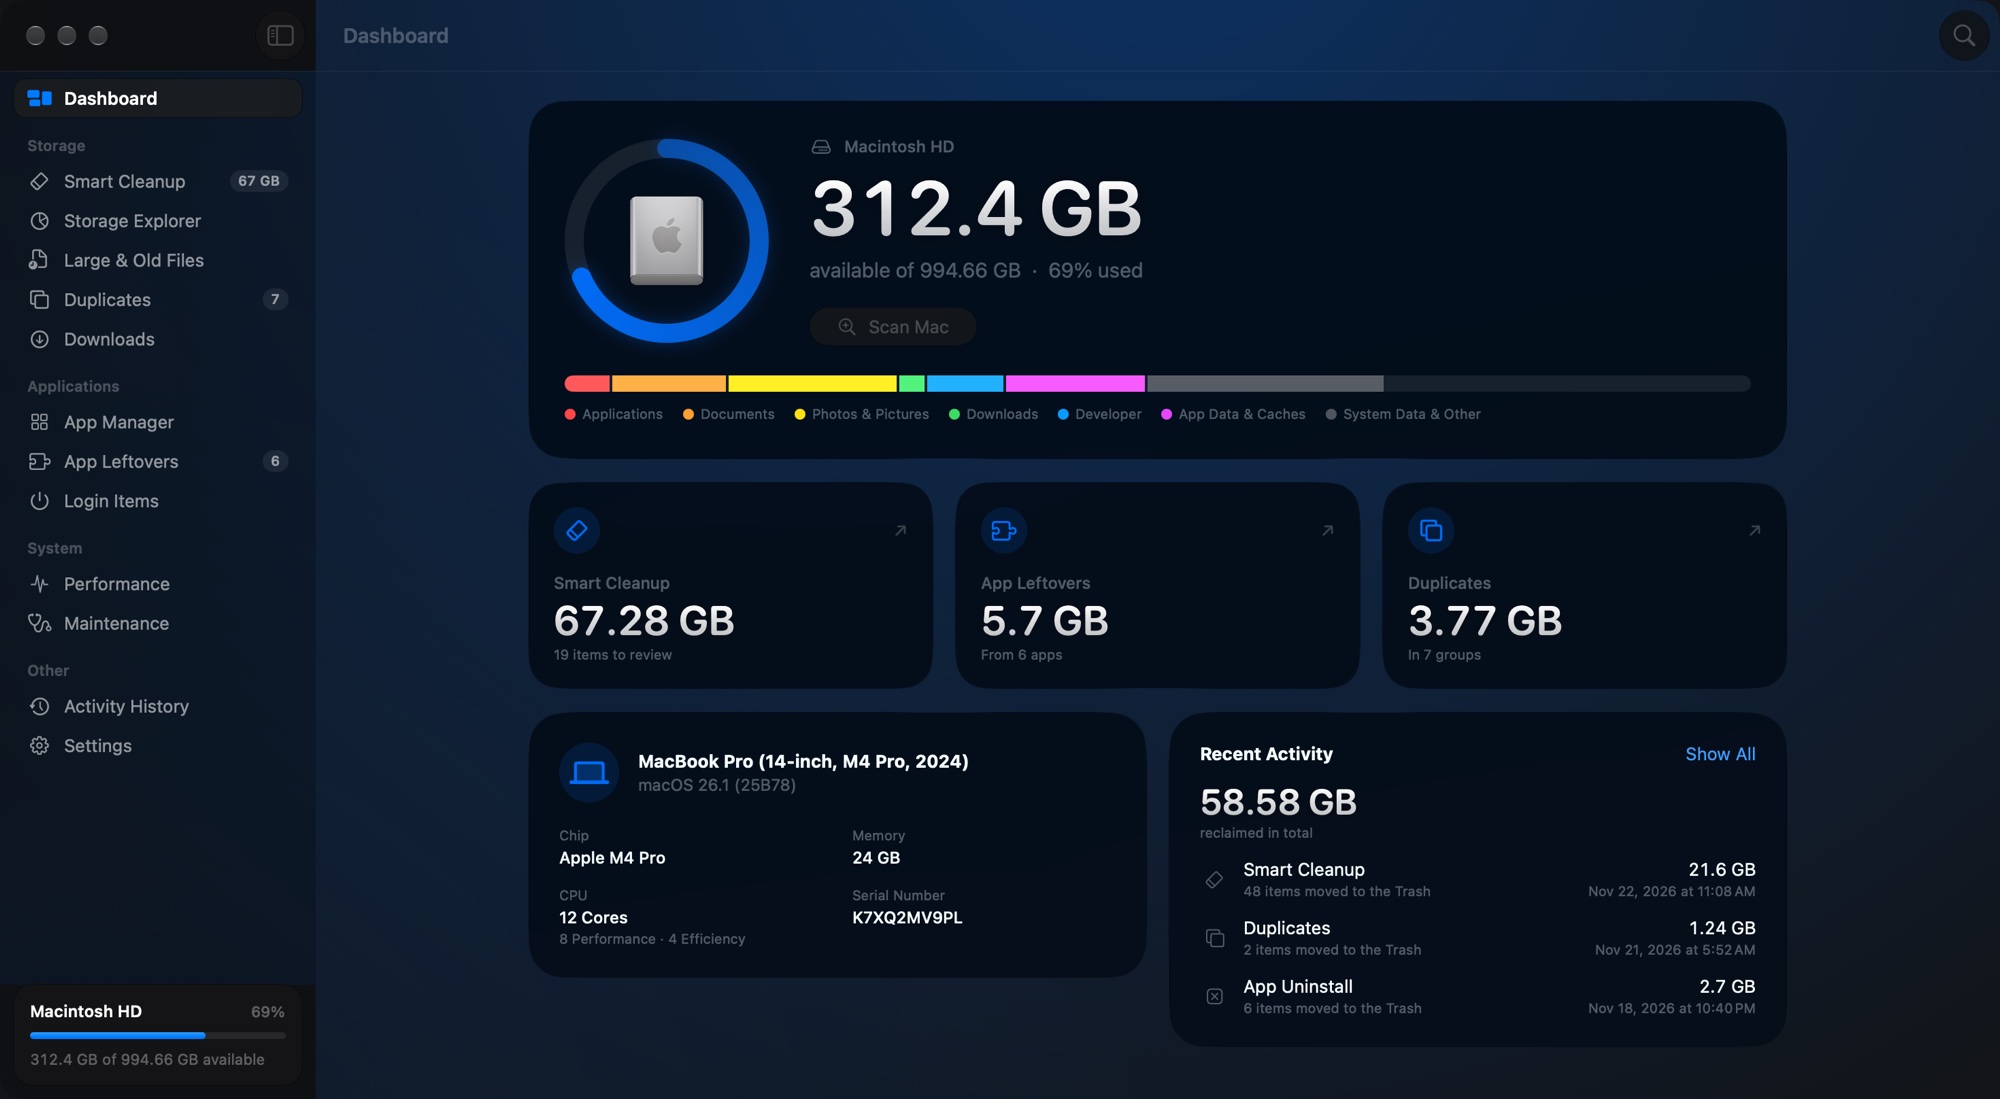 Dashboard
Dashboard
Storage
Smart Cleanup 67 GB
Storage Explorer
Large & Old Files
Duplicates 7
Downloads
Applications
App Manager
App Leftovers 6
Login Items
System
Performance
Maintenance
Other
Activity History
Settings
Macintosh HD 69%
312.4 GB of 994.66 GB available
Macintosh HD
312.4 GB
available of 994.66 GB · 69% used
Scan Mac
Applications Documents Photos & Pictures Downloads Developer App Data & Caches System Data & Other
Smart Cleanup
67.28 GB
19 items to review
App Leftovers
5.7 GB
From 6 apps
Duplicates
3.77 GB
In 7 groups
MacBook Pro (14-inch, M4 Pro, 2024)
macOS 26.1 (25B78)
Chip
Apple M4 Pro
Memory
24 GB
CPU
12 Cores
8 Performance · 4 Efficiency
Serial Number
K7XQ2MV9PL
Recent Activity Show All
58.58 GB
reclaimed in total
Smart Cleanup 21.6 GB
48 items moved to the Trash Nov 22, 2026 at 11:08 AM
Duplicates 1.24 GB
2 items moved to the Trash Nov 21, 2026 at 5:52 AM
App Uninstall 2.7 GB
6 items moved to the Trash Nov 18, 2026 at 10:40 PM